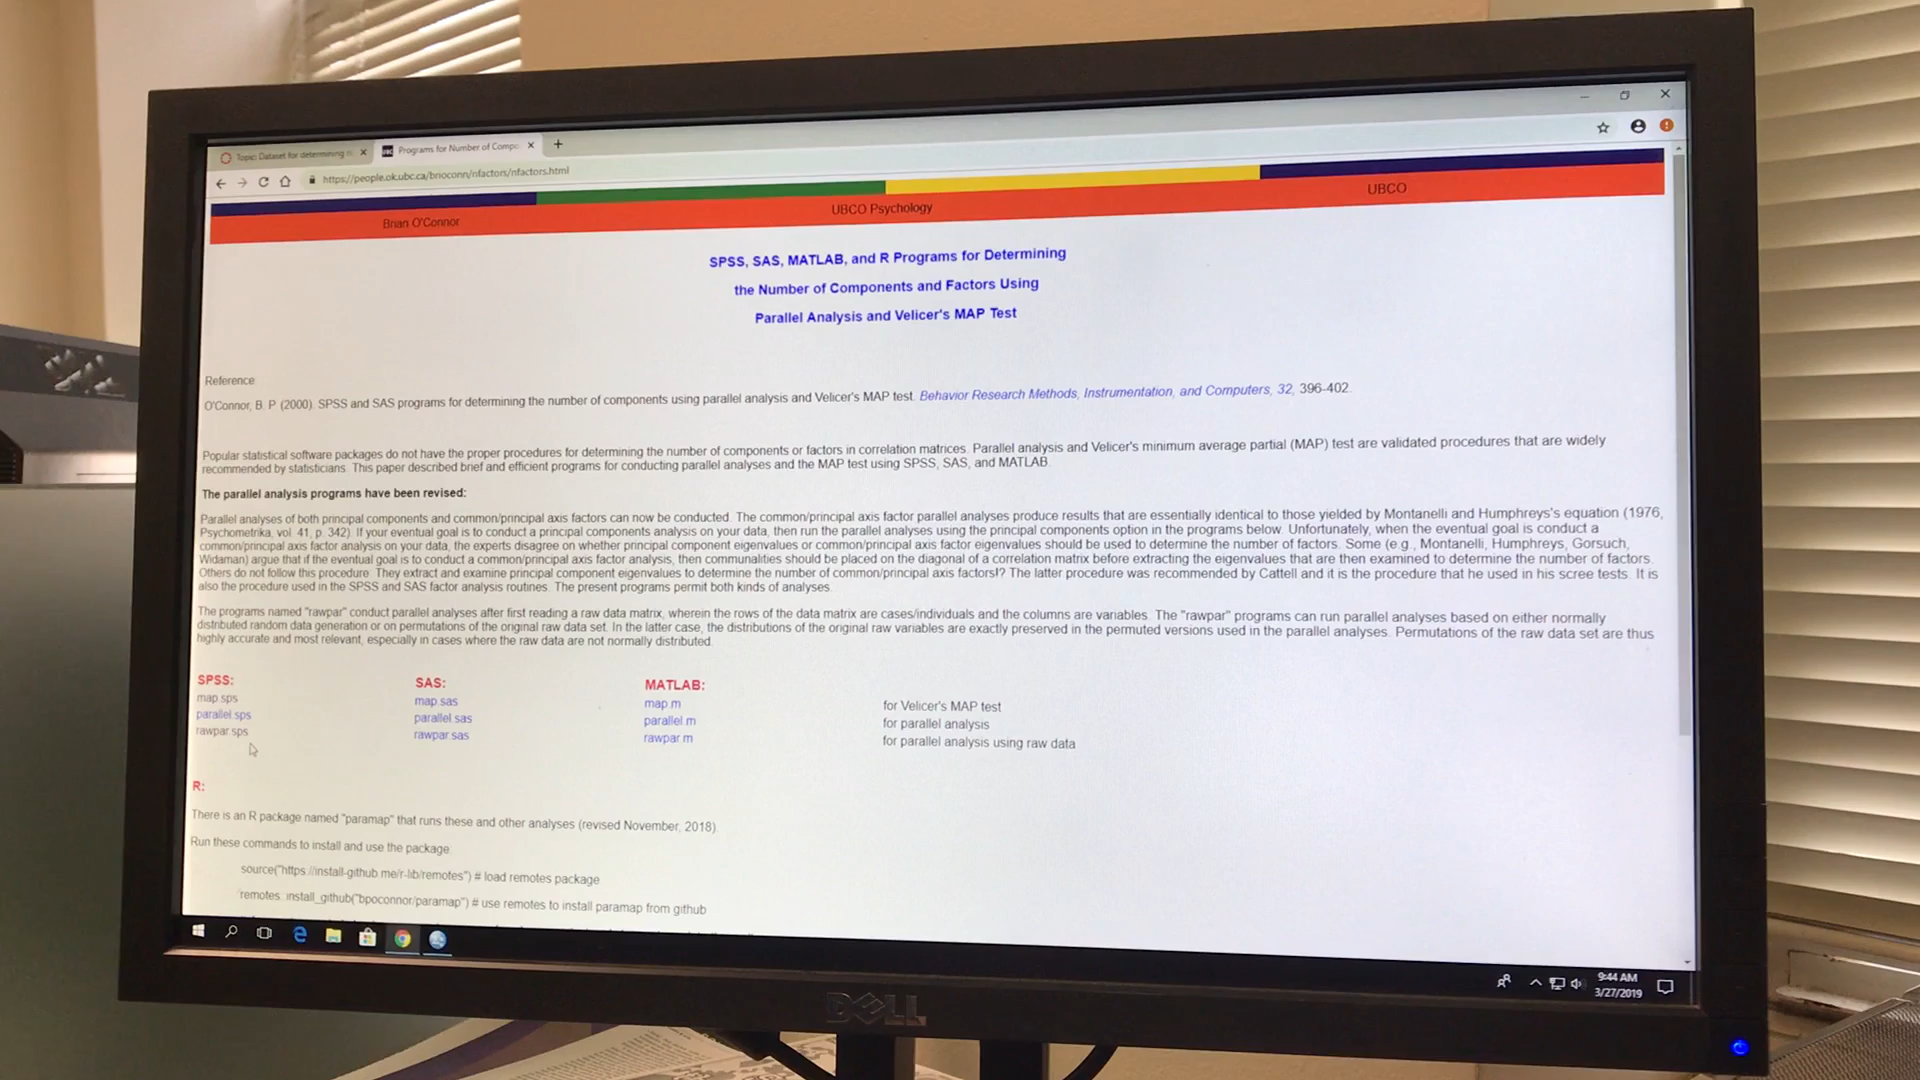 Topic: Dataset for determining
Programs for Number of Compo
https://people.ok.ubc.ca/brioconn/nfactors/nfactors.html
Brian O'Connor
UBCO Psychology
UBCO
SPSS, SAS, MATLAB, and R Programs for Determining
the Number of Components and Factors Using
Parallel Analysis and Velicer's MAP Test
Reference
O'Connor, B. P. (2000). SPSS and SAS programs for determining the number of components using parallel analysis and Velicer's MAP test. Behavior Research Methods, Instrumentation, and Computers, 32, 396-402.
Popular statistical software packages do not have the proper procedures for determining the number of components or factors in correlation matrices. Parallel analysis and Velicer's minimum average partial (MAP) test are validated procedures that are widely
recommended by statisticians. This paper described brief and efficient programs for conducting parallel analyses and the MAP test using SPSS, SAS, and MATLAB.
The parallel analysis programs have been revised:
Parallel analyses of both principal components and common/principal axis factors can now be conducted. The common/principal axis factor parallel analyses produce results that are essentially identical to those yielded by Montanelli and Humphreys's equation (1976,
Psychometrika, vol. 41, p. 342). If your eventual goal is to conduct a principal components analysis on your data, then run the parallel analyses using the principal components option in the programs below. Unfortunately, when the eventual goal is conduct a
common/principal axis factor analysis on your data, the experts disagree on whether principal component eigenvalues or common/principal axis factor eigenvalues should be used to determine the number of factors. Some (e.g., Montanelli, Humphreys, Gorsuch,
Widaman) argue that if the eventual goal is to conduct a common/principal axis factor analysis, then communalities should be placed on the diagonal of a correlation matrix before extracting the eigenvalues that are then examined to determine the number of factors.
Others do not follow this procedure. They extract and examine principal component eigenvalues to determine the number of common/principal axis factors!? The latter procedure was recommended by Cattell and it is the procedure that he used in his scree tests. It is
also the procedure used in the SPSS and SAS factor analysis routines. The present programs permit both kinds of analyses.
The programs named "rawpar" conduct parallel analyses after first reading a raw data matrix, wherein the rows of the data matrix are cases/individuals and the columns are variables. The "rawpar" programs can run parallel analyses based on either normally
distributed random data generation or on permutations of the original raw data set. In the latter case, the distributions of the original raw variables are exactly preserved in the permuted versions used in the parallel analyses. Permutations of the raw data set are thus
highly accurate and most relevant, especially in cases where the raw data are not normally distributed.
SPSS: SAS: MATLAB:
map.sps map.sas map.m for Velicer's MAP test
parallel.sps parallel.sas parallel.m for parallel analysis
rawpar.sps rawpar.sas rawpar.m for parallel analysis using raw data
R:
There is an R package named "paramap" that runs these and other analyses (revised November, 2018).
Run these commands to install and use the package
source("https://install-github.me/r-lib/remotes") # load remotes package
remotes::install_github("bpoconnor/paramap") # use remotes to install paramap from github
9:44 AM
3/27/2019
DELL